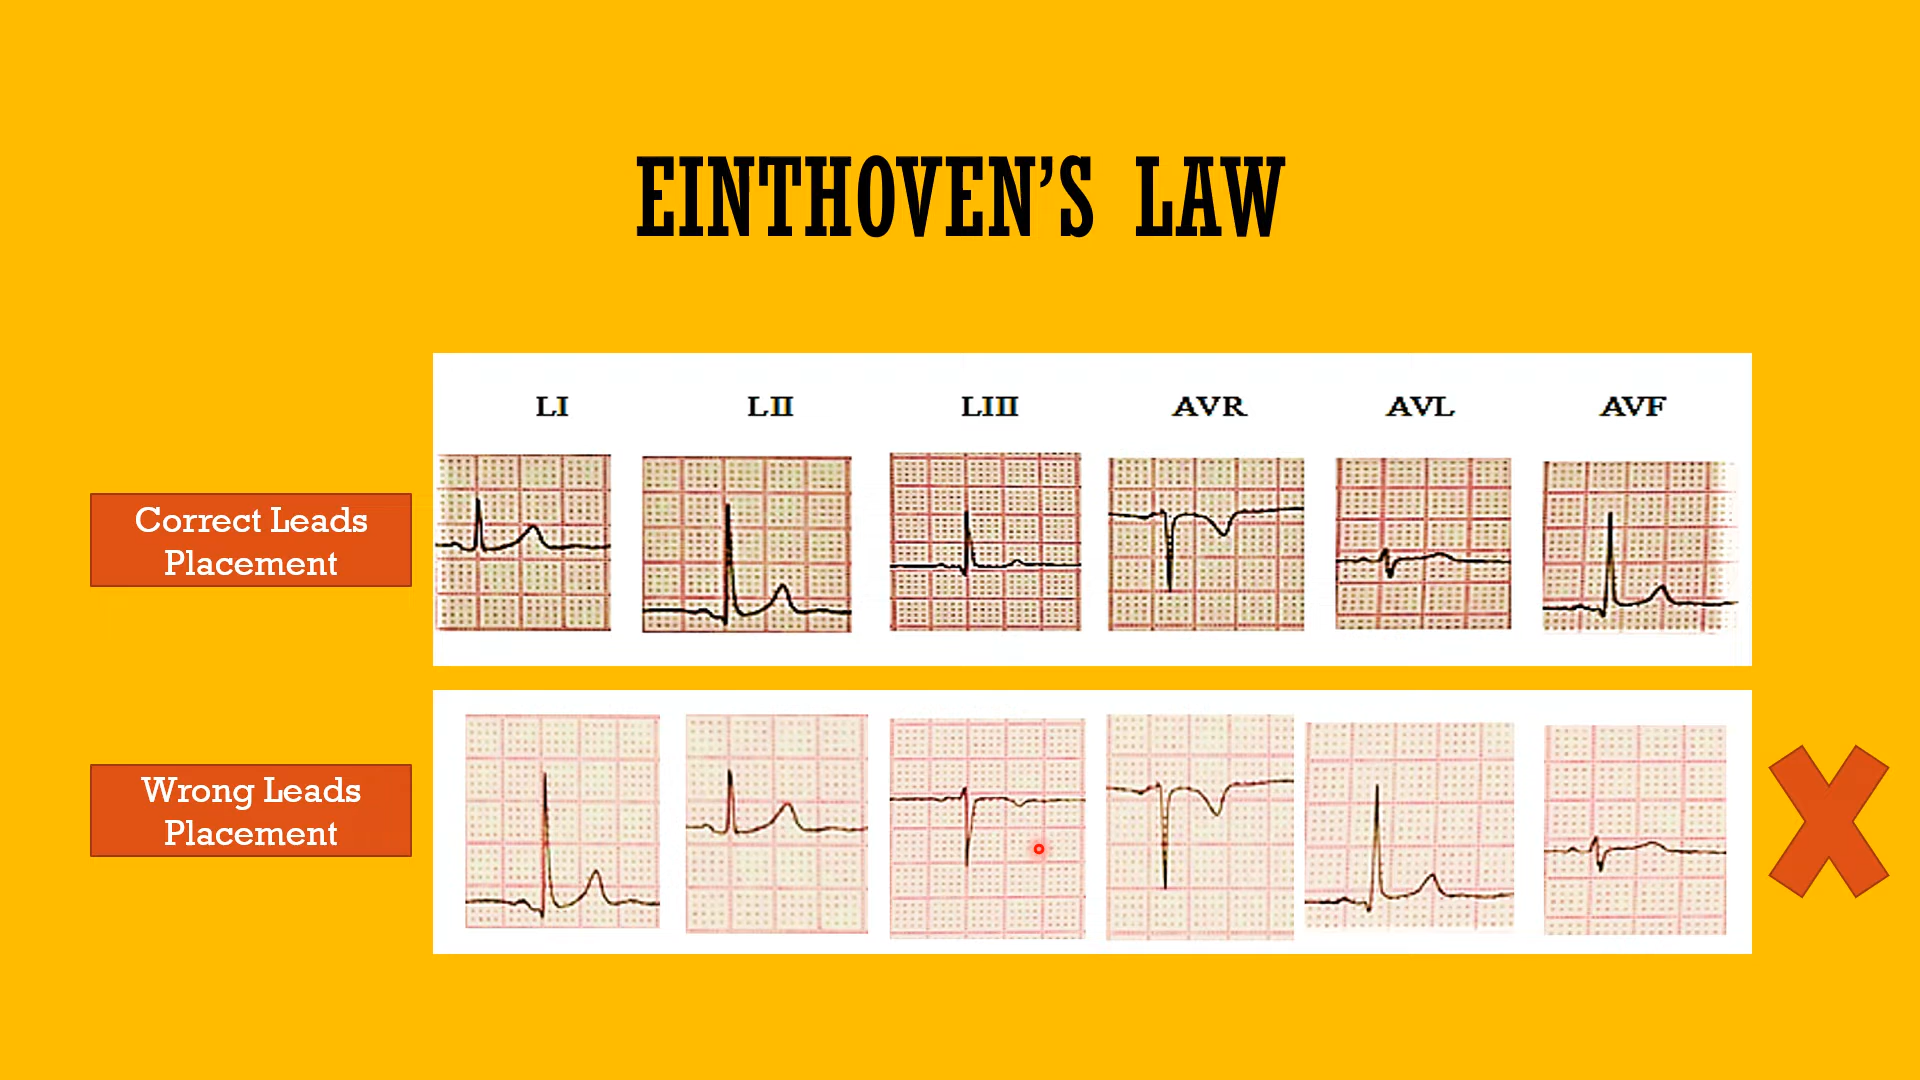 EINTHOVEN’S LAW
LI LII LIII AVR AVL AVF
Correct Leads
Placement
Wrong Leads
Placement